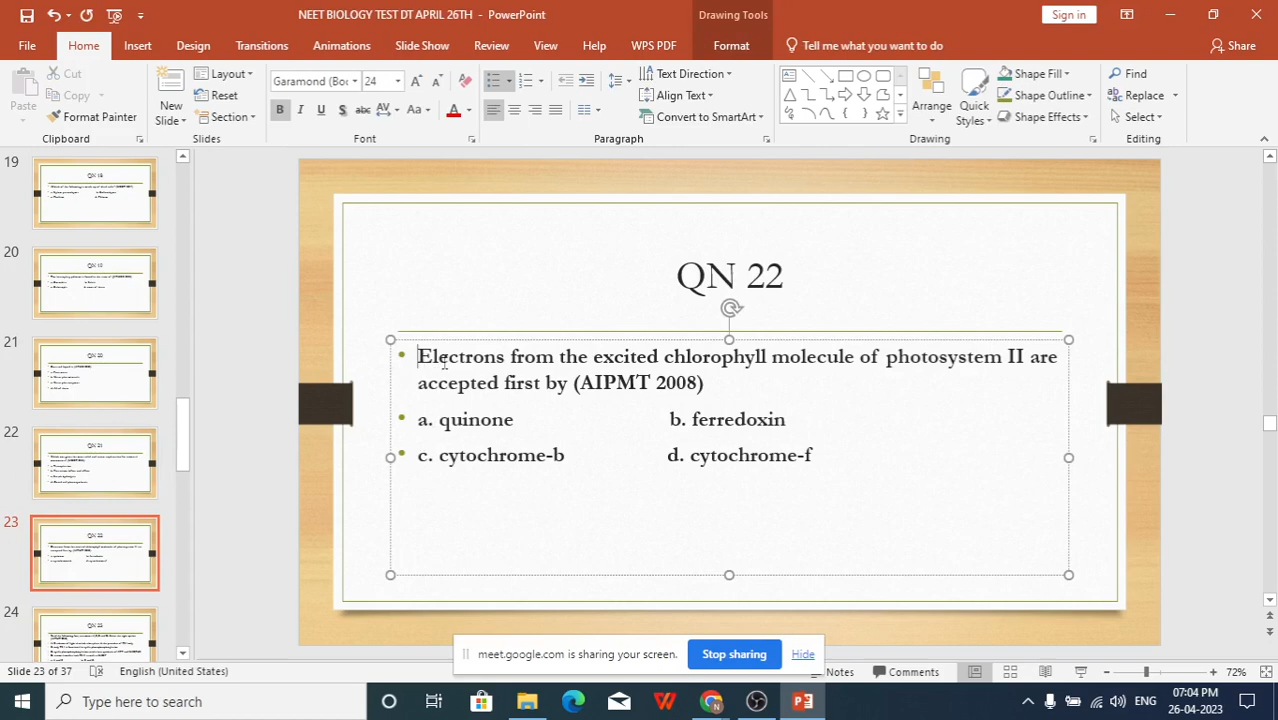 NEET BIOLOGY TEST DT APRIL 26TH - PowerPoint
Drawing Tools
Sign in
File Home Insert Design Transitions Animations Slide Show Review View Help WPS PDF Format Tell me what you want to do Share
Paste
Cut
Copy
Format Painter
Clipboard
New Slide
Layout
Reset
Section
Slides
Garamond (Boc 24
B U S abc AV Aa A
Font
Text Direction
Align Text
Convert to SmartArt
Paragraph
Arrange
Quick Styles
Shape Fill
Shape Outline
Shape Effects
Drawing
Find
Replace
Select
Editing
19
20
21
22
23
24
QN 22
• Electrons from the excited chlorophyll molecule of photosystem II are
accepted first by (AIPMT 2008)
• a. quinone b. ferredoxin
• c. cytochrome-b d. cytochrome-f
meet.google.com is sharing your screen. Stop sharing Hide
Slide 23 of 37 English (United States) Notes Comments 72%
Type here to search
ENG
07:04 PM
26-04-2023